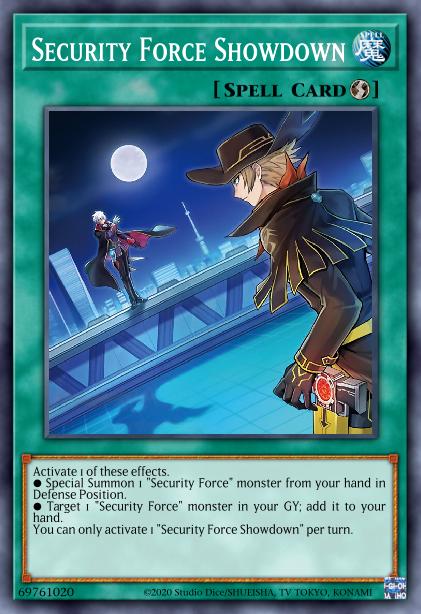 SECURITY FORCE SHOWDOWN
SPELL
魔
[SPELL CARD]
Activate 1 of these effects.
● Special Summon 1 "Security Force" monster from your hand in
Defense Position.
● Target 1 "Security Force" monster in your GY; add it to your
hand.
You can only activate 1 "Security Force Showdown" per turn.
69761020
©2020 Studio Dice/SHUEISHA, TV TOKYO, KONAMI